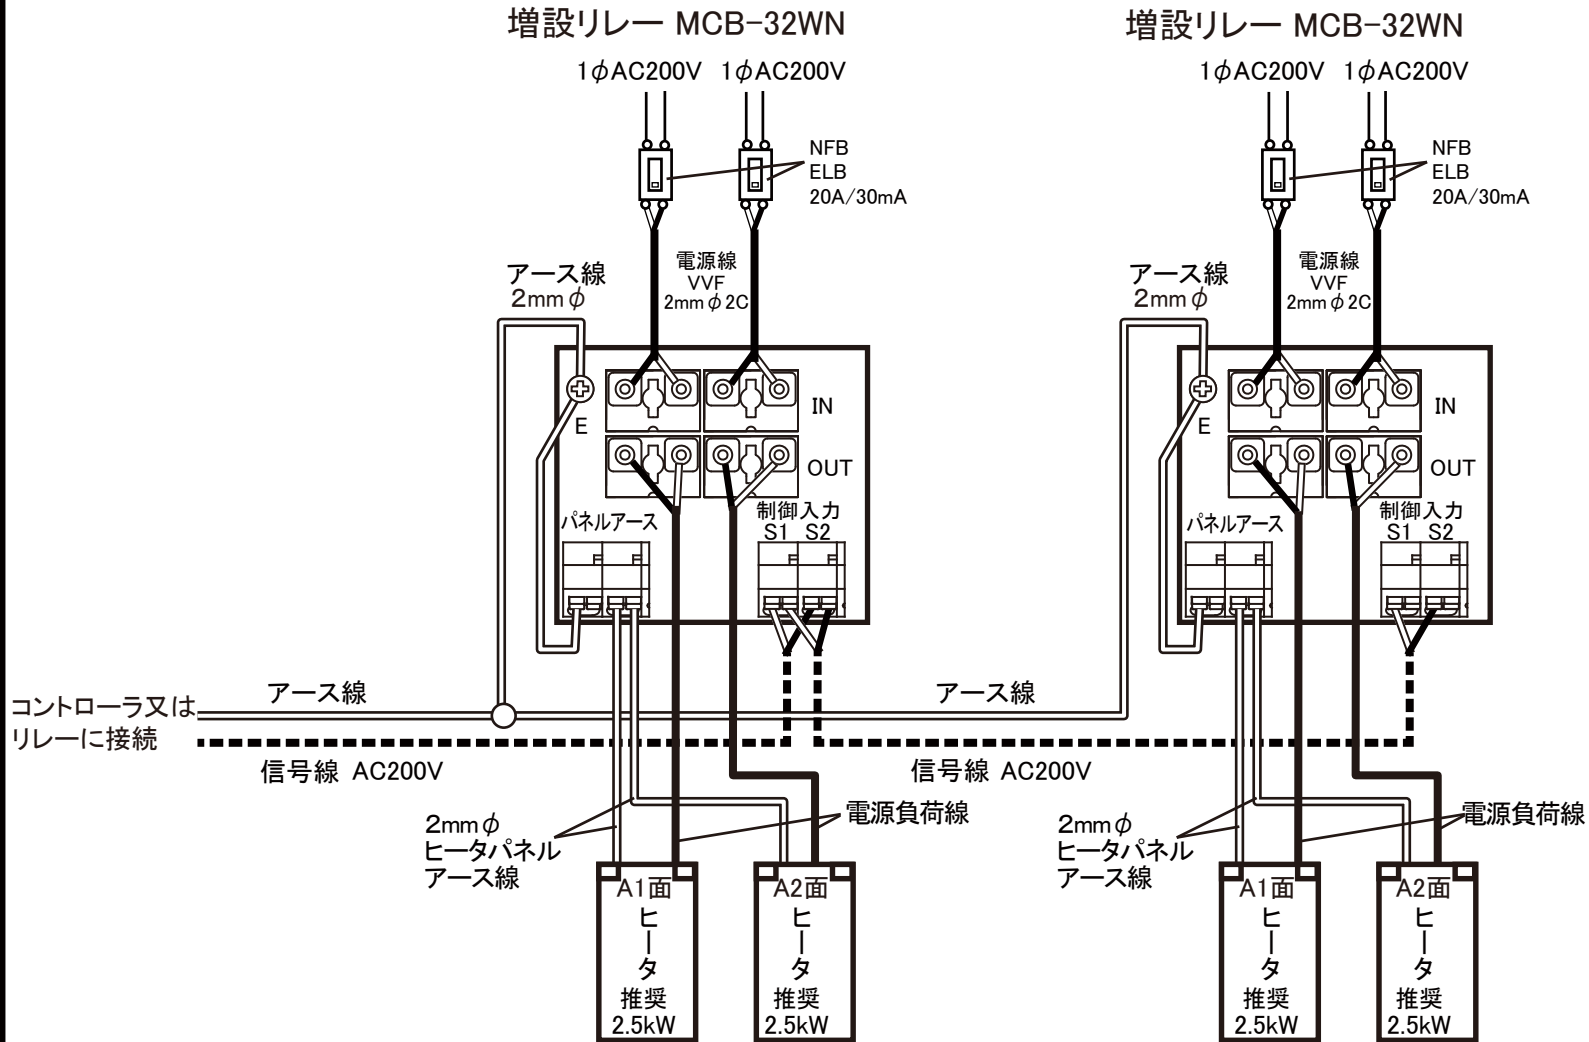 増設リレー MCB-32WN
1φAC200V 1φAC200V
NFB
ELB
20A/30mA
アース線
2mmφ
電源線
VVF
2mmφ2C
IN
E
OUT
パネルアース
制御入力
S1 S2
増設リレー MCB-32WN
1φAC200V 1φAC200V
NFB
ELB
20A/30mA
アース線
2mmφ
電源線
VVF
2mmφ2C
IN
E
OUT
パネルアース
制御入力
S1 S2
コントローラ又は
リレーに接続
アース線
信号線 AC200V
アース線
信号線 AC200V
2mmφ
ヒータパネル
アース線
電源負荷線
A1面
ヒータ
推奨
2.5kW
A2面
ヒータ
推奨
2.5kW
2mmφ
ヒータパネル
アース線
電源負荷線
A1面
ヒータ
推奨
2.5kW
A2面
ヒータ
推奨
2.5kW